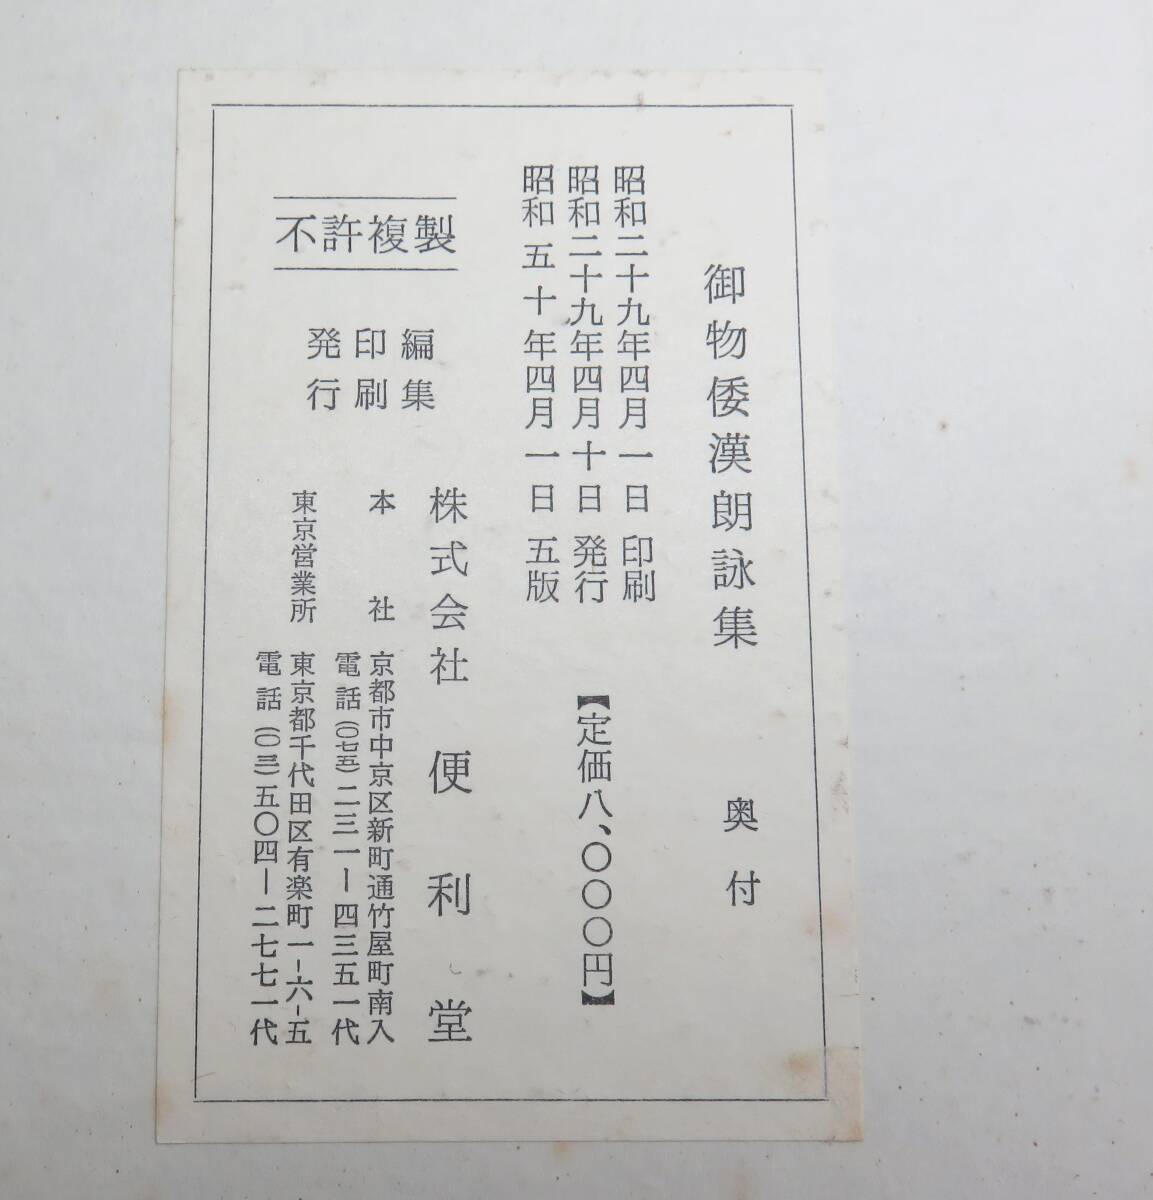 御物倭漢朗詠集 奥付
昭和二十九年四月一日 印刷
昭和二十九年四月十日 発行
昭和五十年四月一日 五版
【定価八、〇〇〇円】
不許複製
編集
印刷
発行
株式会社 便利堂
本社 京都市中京区新町通竹屋町南入
電話(〇七五)二三一―四三五一代
東京営業所 東京都千代田区有楽町一-六-五
電話(〇三)五〇四―二七七一代